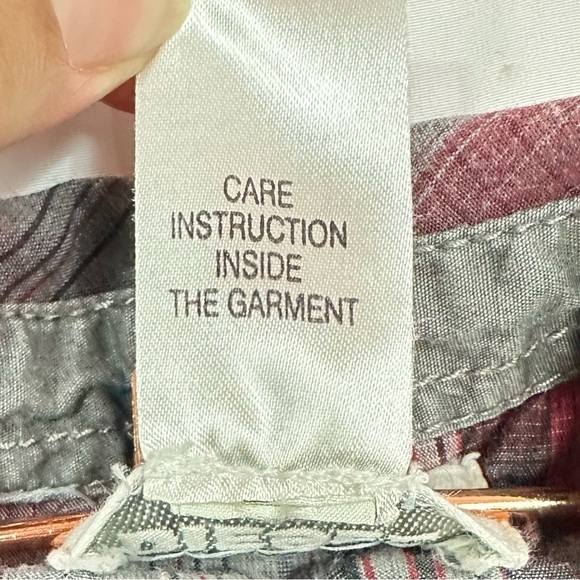 CARE
INSTRUCTION
INSIDE
THE GARMENT